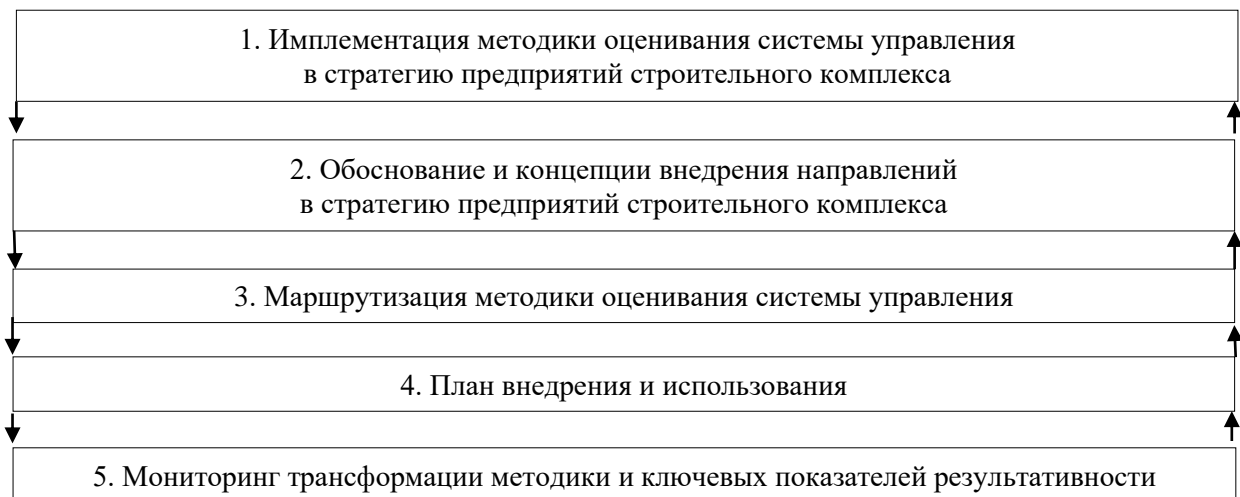 1. Имплементация методики оценивания системы управления
в стратегию предприятий строительного комплекса
2. Обоснование и концепции внедрения направлений
в стратегию предприятий строительного комплекса
3. Маршрутизация методики оценивания системы управления
4. План внедрения и использования
5. Мониторинг трансформации методики и ключевых показателей результативности